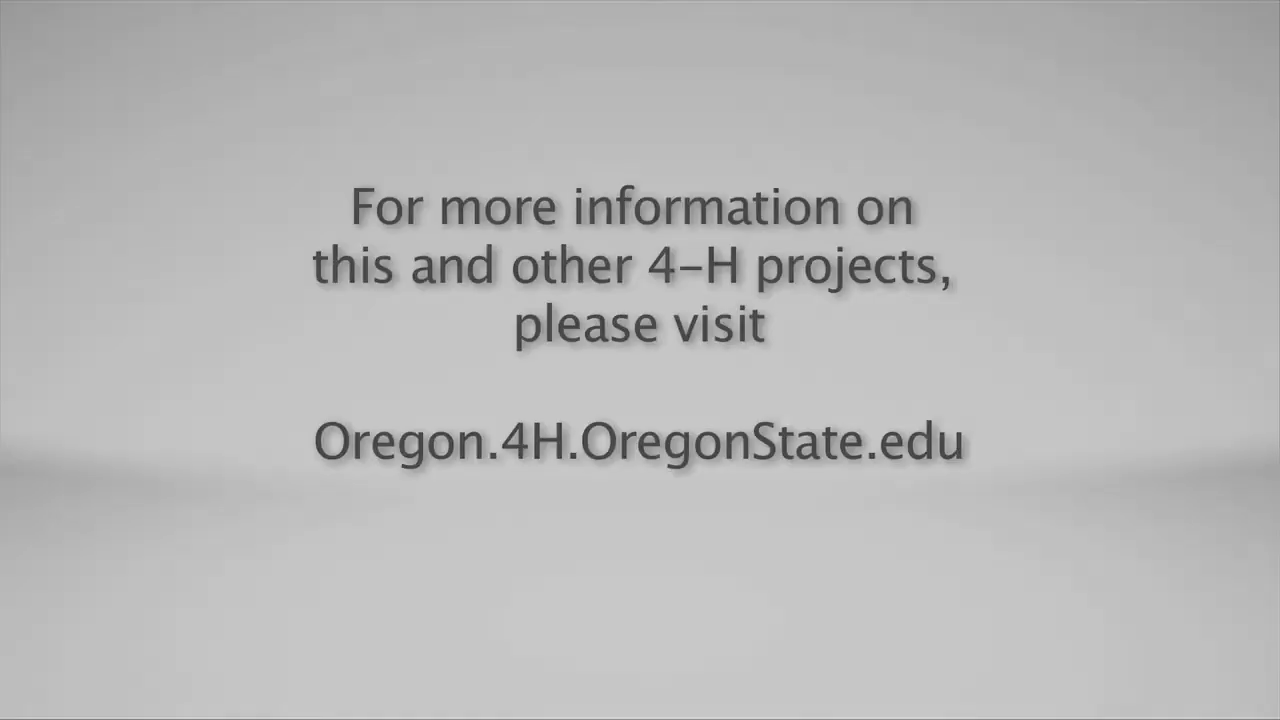 For more information on
this and other 4-H projects,
please visit
Oregon.4H.OregonState.edu